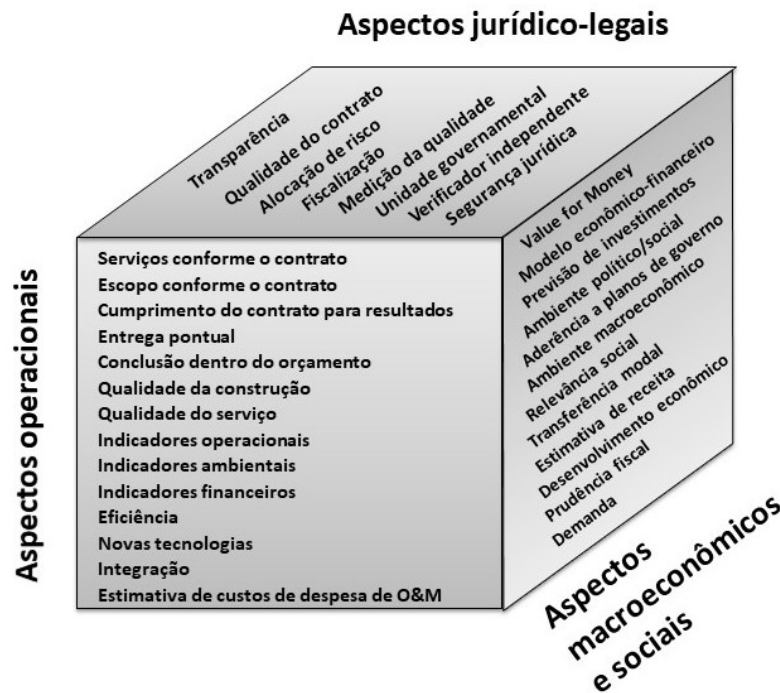 Aspectos jurídico-legais
Transparência
Qualidade do contrato
Alocação de risco
Fiscalização
Medição da qualidade
Unidade governamental
Verificador independente
Segurança jurídica
Aspectos operacionais
Serviços conforme o contrato
Escopo conforme o contrato
Cumprimento do contrato para resultados
Entrega pontual
Conclusão dentro do orçamento
Qualidade da construção
Qualidade do serviço
Indicadores operacionais
Indicadores ambientais
Indicadores financeiros
Eficiência
Novas tecnologias
Integração
Estimativa de custos de despesa de O&M
Value for Money
Modelo econômico-financeiro
Previsão de investimentos
Ambiente político/social
Aderência a planos de governo
Ambiente macroeconômico
Relevância social
Transferência modal
Estimativa de receita
Desenvolvimento econômico
Prudência fiscal
Demanda
Aspectos
macroeconômicos
e sociais